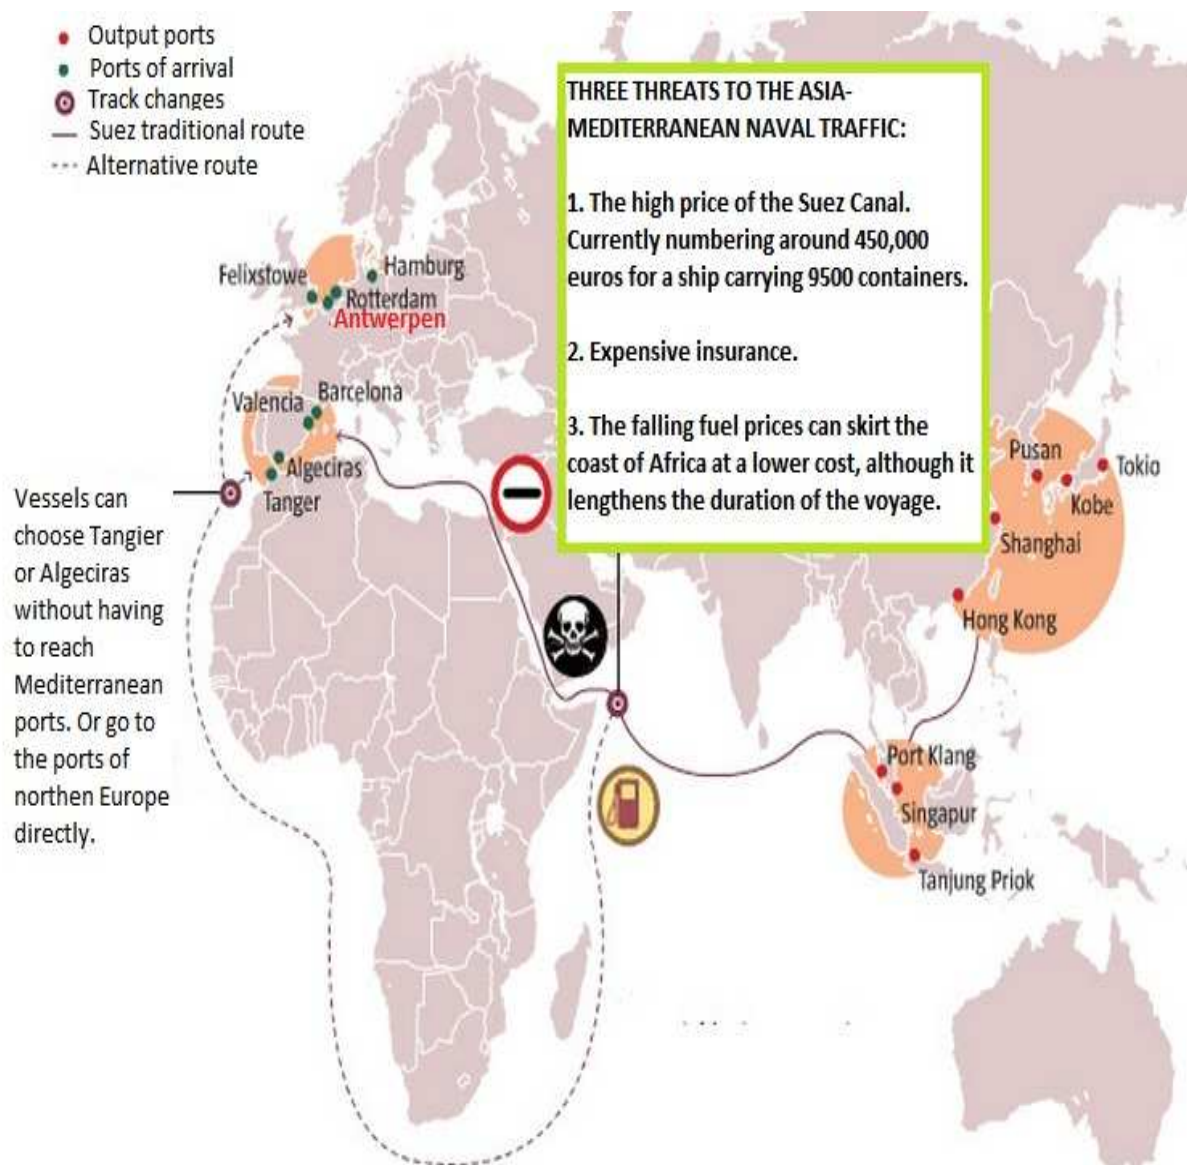 Output ports
Ports of arrival
Track changes
Suez traditional route
Alternative route
THREE THREATS TO THE ASIA-
MEDITERRANEAN NAVAL TRAFFIC:
1. The high price of the Suez Canal.
Currently numbering around 450,000
euros for a ship carrying 9500 containers.
2. Expensive insurance.
3. The falling fuel prices can skirt the
coast of Africa at a lower cost, although it
lengthens the duration of the voyage.
Felixstowe
Hamburg
Rotterdam
Antwerpen
Barcelona
Valencia
Algeciras
Tanger
Vessels can
choose Tangier
or Algeciras
without having
to reach
Mediterranean
ports. Or go to
the ports of
northen Europe
directly.
Pusan
Tokio
Kobe
Shanghai
Hong Kong
Port Klang
Singapur
Tanjung Priok